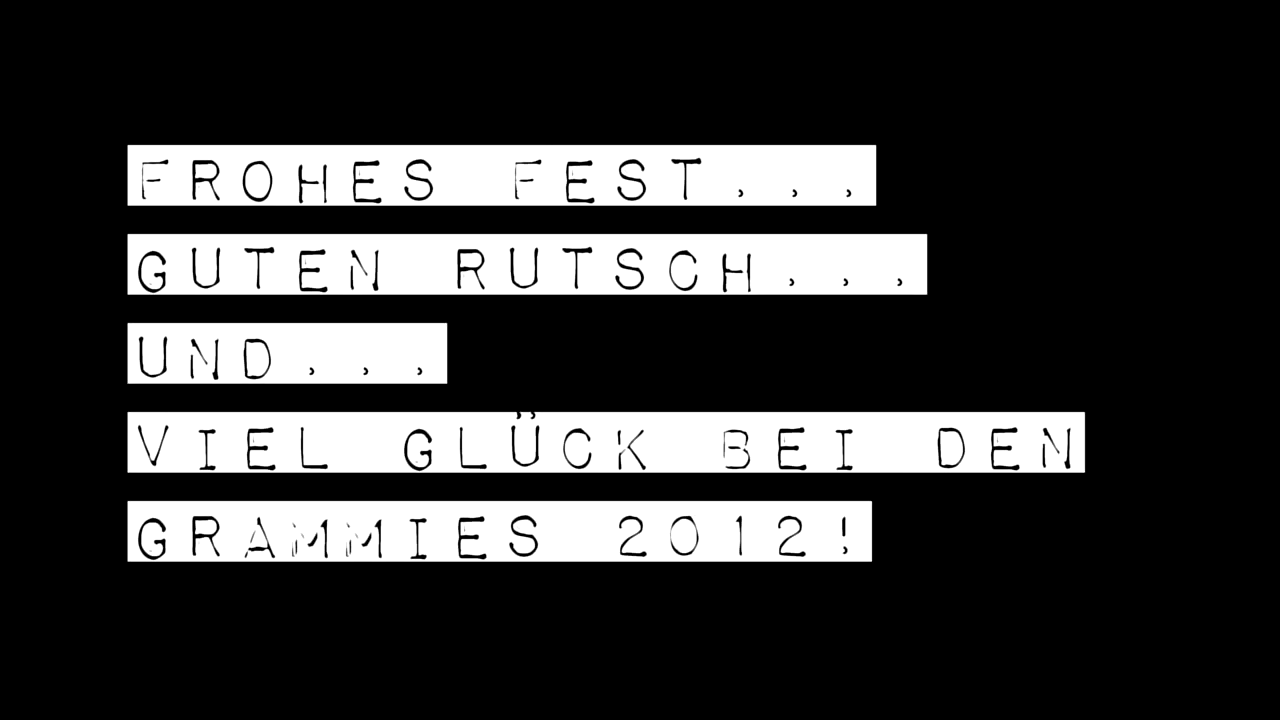 FROHES FEST...
GUTEN RUTSCH...
UND...
VIEL GLÜCK BEI DEN
GRAMMIES 2012!